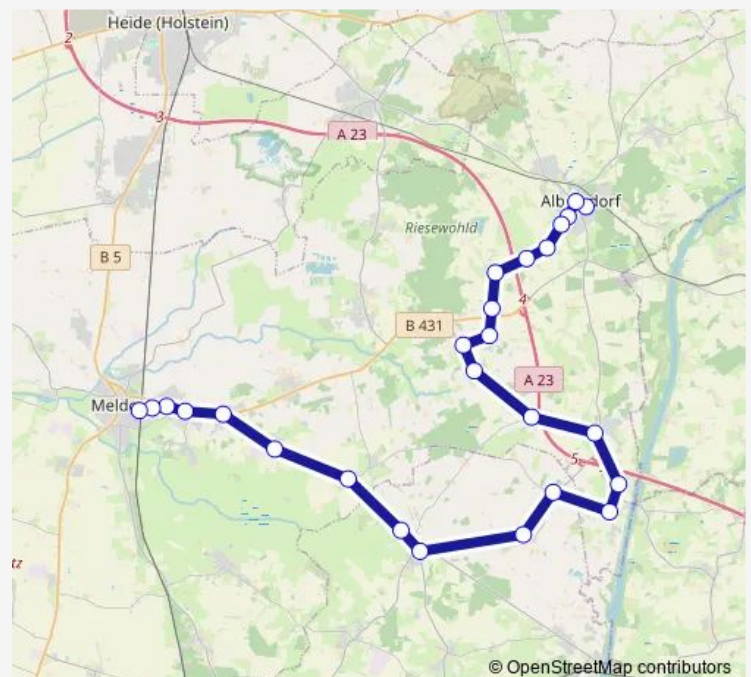 Heide (Holstein)
2
3
A 23
Riesewohld
B 5
4
B 431
A 23
5
© OpenStreetMap contributors